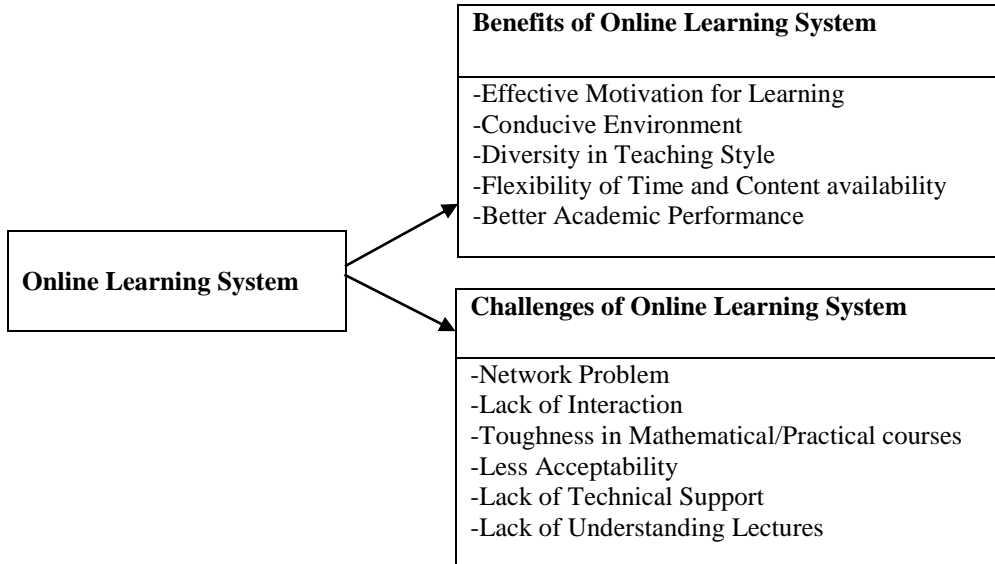 Benefits of Online Learning System
-Effective Motivation for Learning
-Conducive Environment
-Diversity in Teaching Style
-Flexibility of Time and Content availability
-Better Academic Performance
Online Learning System
Challenges of Online Learning System
-Network Problem
-Lack of Interaction
-Toughness in Mathematical/Practical courses
-Less Acceptability
-Lack of Technical Support
-Lack of Understanding Lectures